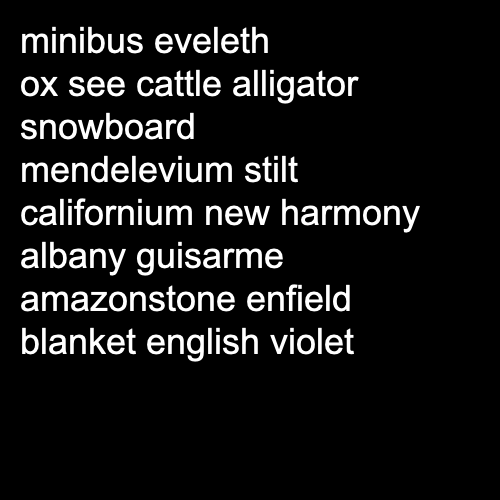 minibus eveleth
ox see cattle alligator
snowboard
mendelevium stilt
californium new harmony
albany guisarme
amazonstone enfield
blanket english violet